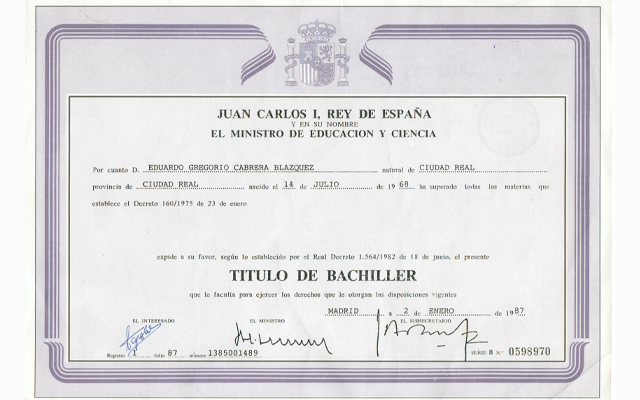 JUAN CARLOS I, REY DE ESPAÑA
Y EN SU NOMBRE
EL MINISTRO DE EDUCACION Y CIENCIA
Por cuanto D. EDUARDO GREGORIO CABRERA BLAZQUEZ natural de CIUDAD REAL
provincia de CIUDAD REAL nacido el 14 de JULIO de 1968 ha superado todas las materias que
establece el Decreto 160/1975 de 23 de enero
expide a su favor, según lo establecido por el Real Decreto 1.564/1982 de 18 de junio, el presente
TITULO DE BACHILLER
que le faculta para ejercer los derechos que le otorgan las disposiciones vigentes
MADRID a 2 de ENERO de 1987
EL INTERESADO EL MINISTRO EL SUBSECRETARIO
Registro 1 folio 87 número 1385001489 SERIE B N.º 0598970